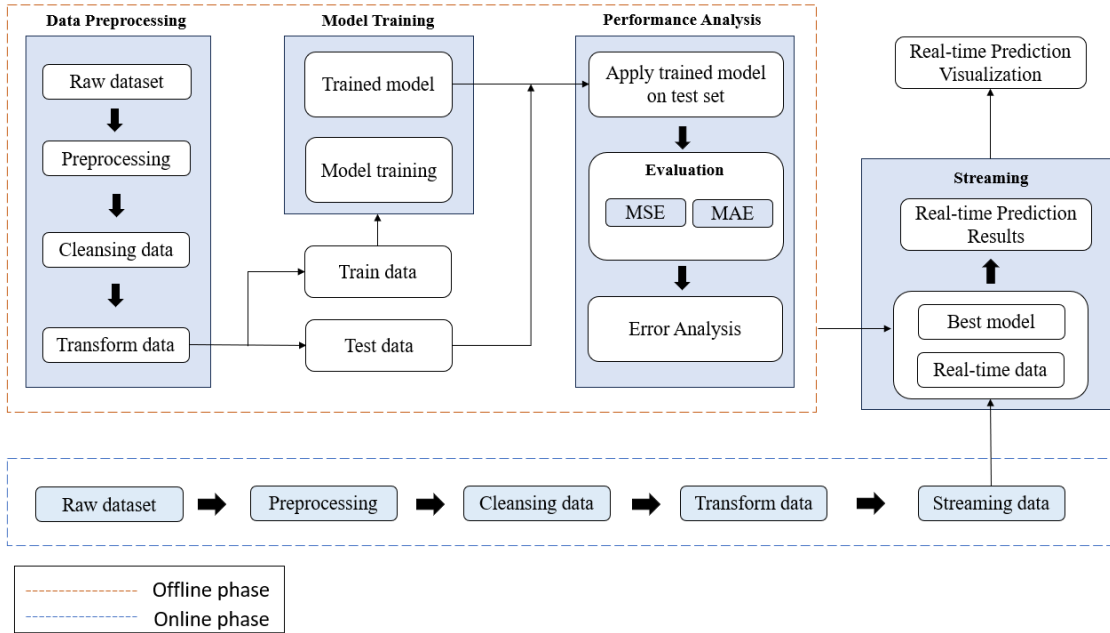 Data Preprocessing
Raw dataset
Preprocessing
Cleansing data
Transform data
Model Training
Trained model
Model training
Train data
Test data
Performance Analysis
Apply trained model
on test set
Evaluation
MSE
MAE
Error Analysis
Real-time Prediction
Visualization
Streaming
Real-time Prediction
Results
Best model
Real-time data
Raw dataset
Preprocessing
Cleansing data
Transform data
Streaming data
Offline phase
Online phase